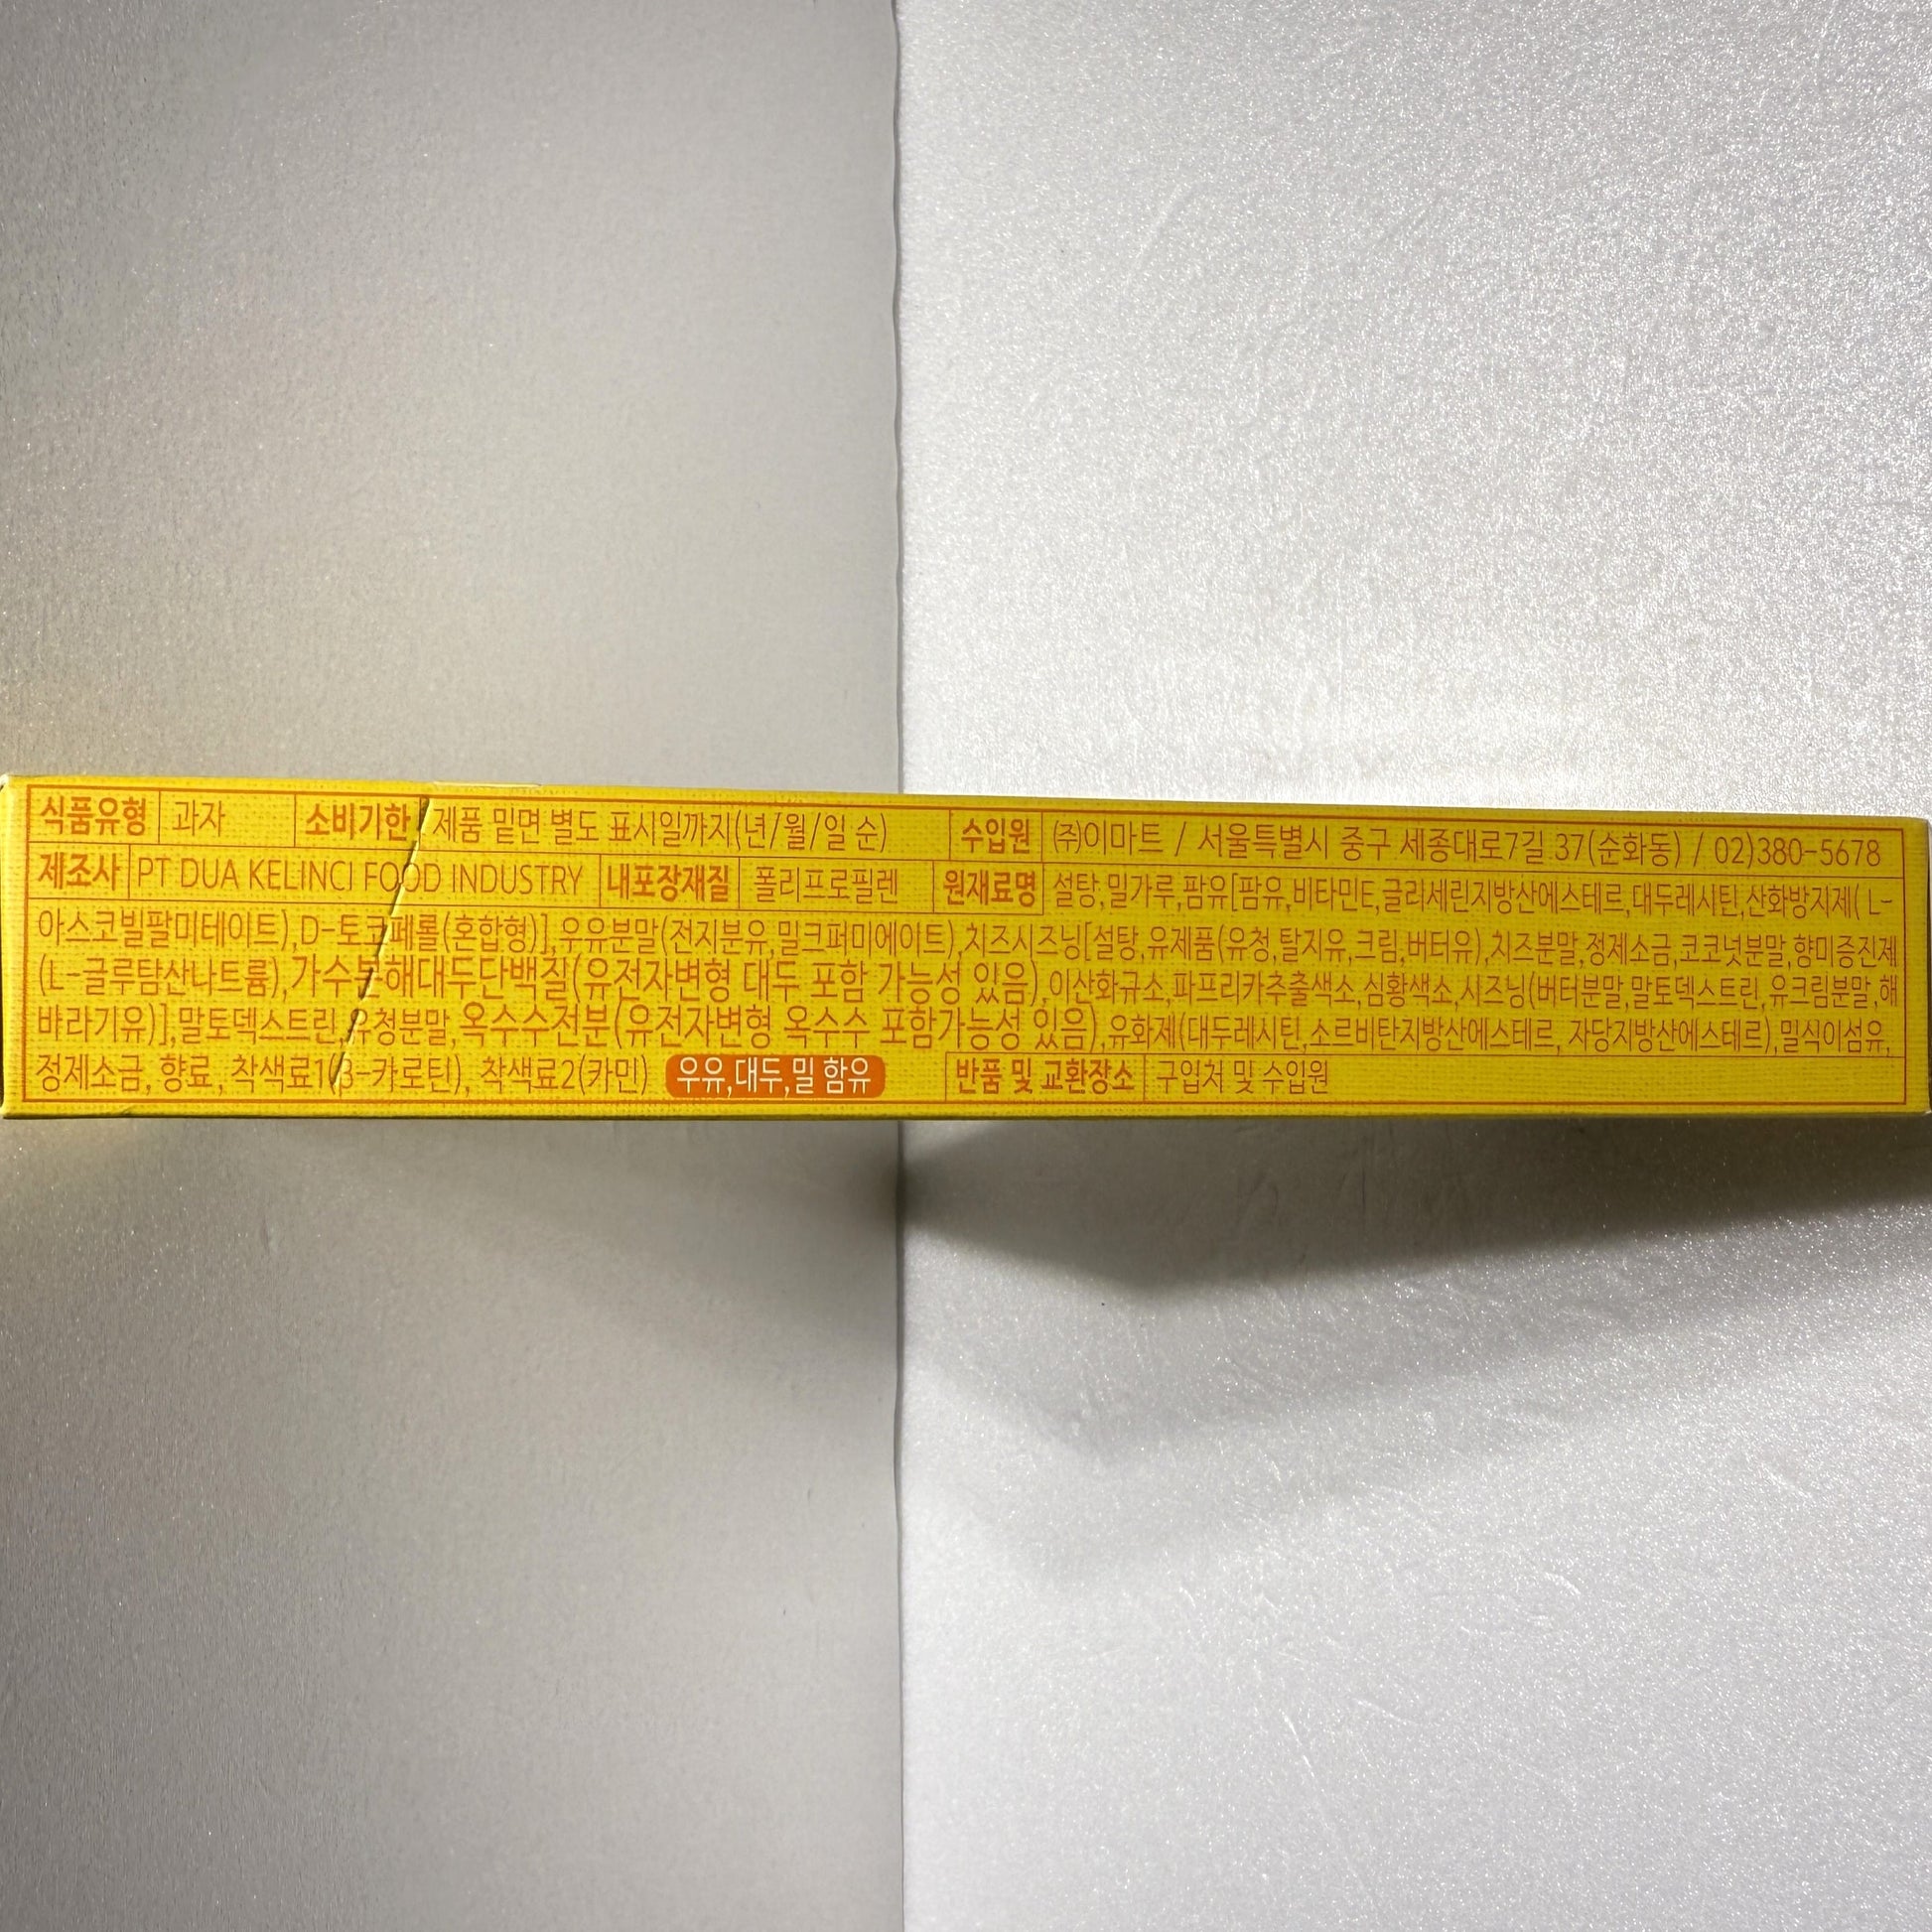 식품유형 과자 소비기한 제품 밑면 별도 표시일까지(년/월/일 순) 수입원 ㈜이마트 / 서울특별시 중구 세종대로7길 37(순화동) / 02)380-5678
제조사 PT DUA KELINCI FOOD INDUSTRY 내포장재질 폴리프로필렌 원재료명 설탕,밀가루,팜유[팜유,비타민E,글리세린지방산에스테르,대두레시틴,산화방지제( L-
아스코빌팔미테이트),D-토코페롤(혼합형)],우유분말(전지분유,밀크퍼미에이트),치즈시즈닝[설탕,유제품(유청,탈지유,크림,버터유),치즈분말,정제소금,코코넛분말,향미증진제
(L-글루탐산나트륨),가수분해대두단백질(유전자변형 대두 포함 가능성 있음),이산화규소,파프리카추출색소,심황색소,시즈닝(버터분말,말토덱스트린,유크림분말,해
바라기유)],말토덱스트린,유청분말,옥수수전분(유전자변형 옥수수 포함가능성 있음),유화제(대두레시틴,소르비탄지방산에스테르, 자당지방산에스테르),밀식이섬유,
정제소금, 향료, 착색료1(β-카로틴), 착색료2(카민) 우유,대두,밀 함유 반품 및 교환장소 구입처 및 수입원